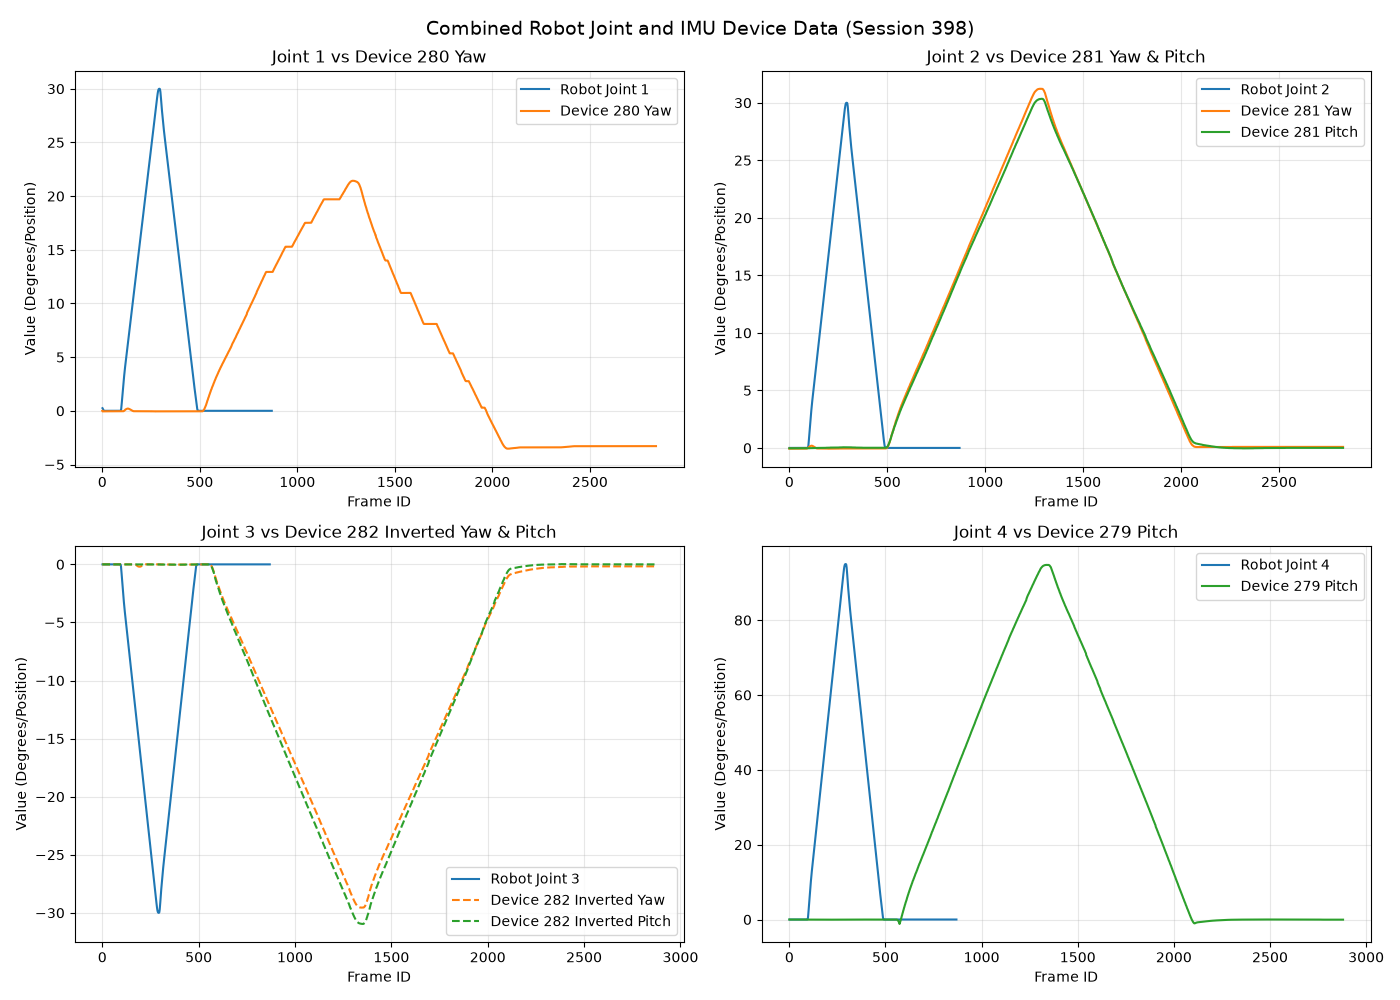 Combined Robot Joint and IMU Device Data (Session 398)
Joint 1 vs Device 280 Yaw
Robot Joint 1
Device 280 Yaw
Value (Degrees/Position)
30
25
20
15
10
5
0
−5
0 500 1000 1500 2000 2500
Frame ID
Joint 2 vs Device 281 Yaw & Pitch
Robot Joint 2
Device 281 Yaw
Device 281 Pitch
Value (Degrees/Position)
30
25
20
15
10
5
0
0 500 1000 1500 2000 2500
Frame ID
Joint 3 vs Device 282 Inverted Yaw & Pitch
Value (Degrees/Position)
0
−5
−10
−15
−20
−25
−30
Robot Joint 3
Device 282 Inverted Yaw
Device 282 Inverted Pitch
0 500 1000 1500 2000 2500 3000
Frame ID
Joint 4 vs Device 279 Pitch
Robot Joint 4
Device 279 Pitch
Value (Degrees/Position)
80
60
40
20
0
0 500 1000 1500 2000 2500 3000
Frame ID